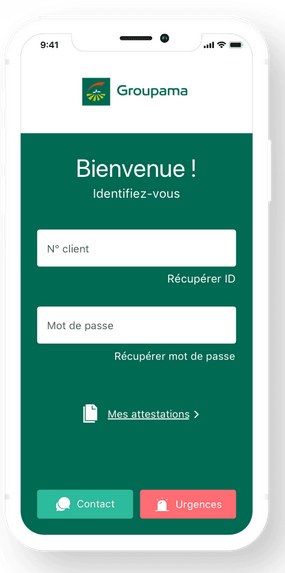 9:41
Groupama
Bienvenue !
Identifiez-vous
N° client
Récupérer ID
Mot de passe
Récupérer mot de passe
Mes attestations >
Contact
Urgences